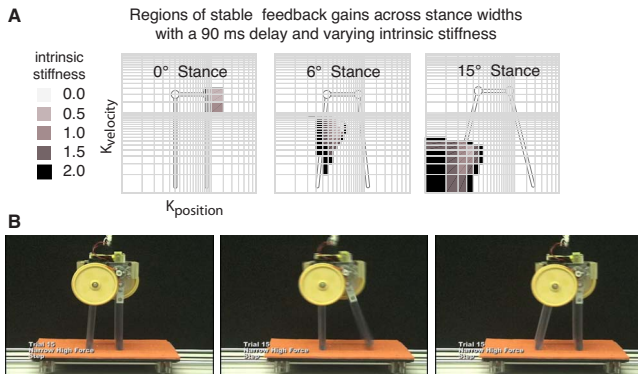 A
Regions of stable feedback gains across stance widths
with a 90 ms delay and varying intrinsic stiffness
intrinsic
stiffness
0.0
0.5
1.0
1.5
2.0
Kvelocity
0° Stance
6° Stance
15° Stance
Kposition
B
Trial 15
Narrow High Force
Step
Trial 15
Narrow High Force
Step
Trial 15
Narrow High Force
Step